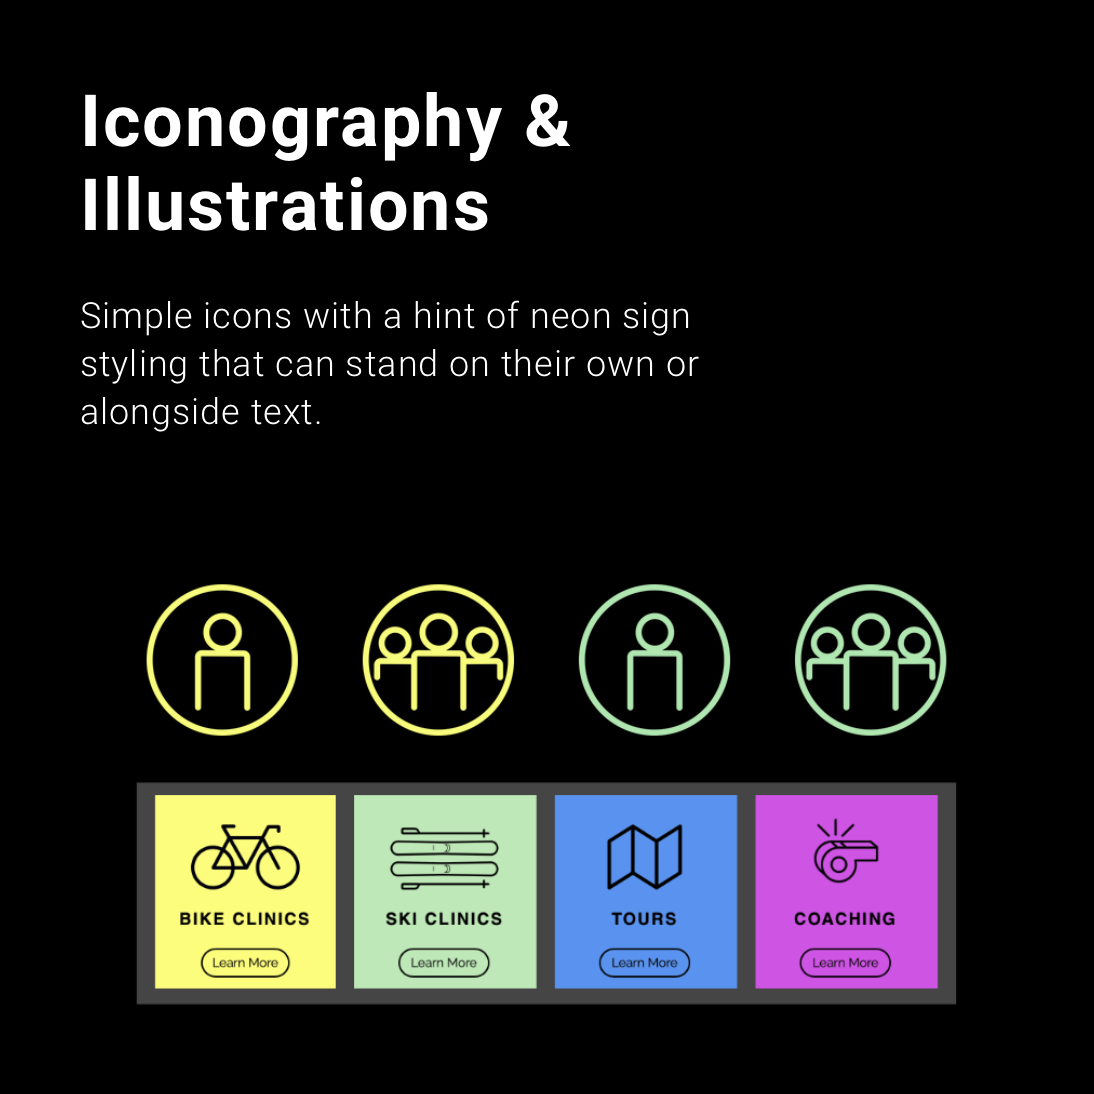 Iconography &
Illustrations
Simple icons with a hint of neon sign
styling that can stand on their own or
alongside text.
BIKE CLINICS
Learn More
SKI CLINICS
Learn More
TOURS
Learn More
COACHING
Learn More